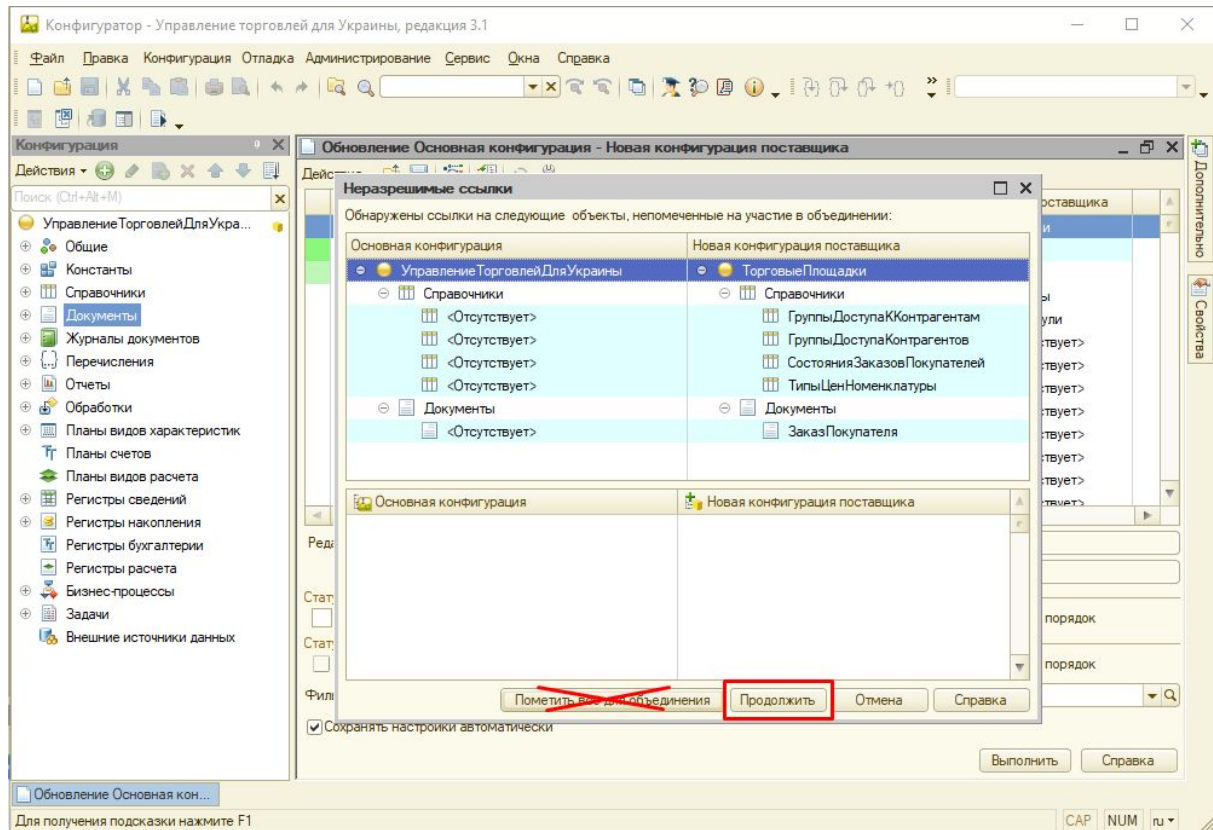 Конфигуратор - Управление торговлей для Украины, редакция 3.1
Файл Правка Конфигурация Отладка Администрирование Сервис Окна Справка
Конфигурация
Обновление Основная конфигурация - Новая конфигурация поставщика
Действия
Поиск (Ctrl+Alt+M)
УправлениеТорговлейДляУкра...
Общие
Константы
Справочники
Документы
Журналы документов
Перечисления
Отчеты
Обработки
Планы видов характеристик
Планы счетов
Планы видов расчета
Регистры сведений
Регистры накопления
Регистры бухгалтерии
Регистры расчета
Бизнес-процессы
Задачи
Внешние источники данных
Неразрешимые ссылки
Обнаружены ссылки на следующие объекты, непомеченные на участие в объединении:
Основная конфигурация Новая конфигурация поставщика
УправлениеТорговлейДляУкраины ТорговыеПлощадки
Справочники Справочники
<Отсутствует> ГруппыДоступаККонтрагентам
<Отсутствует> ГруппыДоступаКонтрагентов
<Отсутствует> СостоянияЗаказовПокупателей
<Отсутствует> ТипыЦенНоменклатуры
Документы Документы
<Отсутствует> ЗаказПокупателя
Основная конфигурация Новая конфигурация поставщика
Пометить все для объединения Продолжить Отмена Справка
порядок
порядок
Сохранять настройки автоматически
Выполнить Справка
Дополнительно
Свойства
Обновление Основная кон...
Для получения подсказки нажмите F1
CAP NUM ru